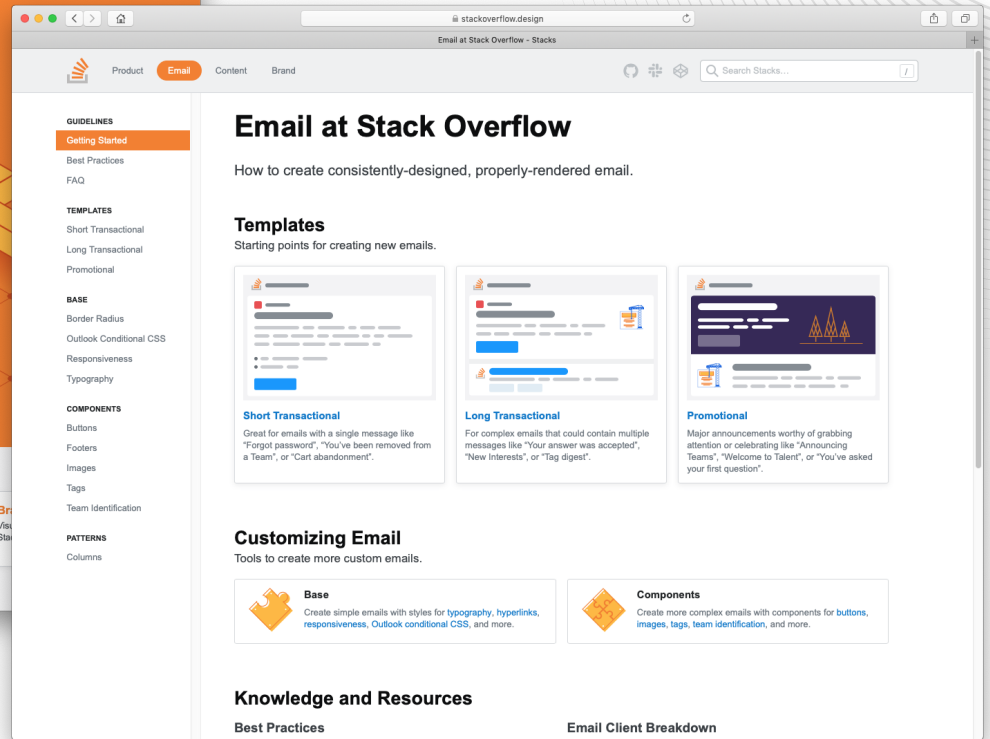 stackoverflow.design
Email at Stack Overflow - Stacks
Product Email Content Brand
Search Stacks... /
GUIDELINES
Getting Started
Best Practices
FAQ
TEMPLATES
Short Transactional
Long Transactional
Promotional
BASE
Border Radius
Outlook Conditional CSS
Responsiveness
Typography
COMPONENTS
Buttons
Footers
Images
Tags
Team Identification
PATTERNS
Columns
Email at Stack Overflow
How to create consistently-designed, properly-rendered email.
Templates
Starting points for creating new emails.
Short Transactional
Great for emails with a single message like
“Forgot password”, “You’ve been removed from
a Team”, or “Cart abandonment”.
Long Transactional
For complex emails that could contain multiple
messages like “Your answer was accepted”,
“New Interests”, or “Tag digest”.
Promotional
Major announcements worthy of grabbing
attention or celebrating like “Announcing
Teams”, “Welcome to Talent”, or “You’ve asked
your first question”.
Customizing Email
Tools to create more custom emails.
Base
Create simple emails with styles for typography, hyperlinks,
responsiveness, Outlook conditional CSS, and more.
Components
Create more complex emails with components for buttons,
images, tags, team identification, and more.
Knowledge and Resources
Best Practices
Email Client Breakdown